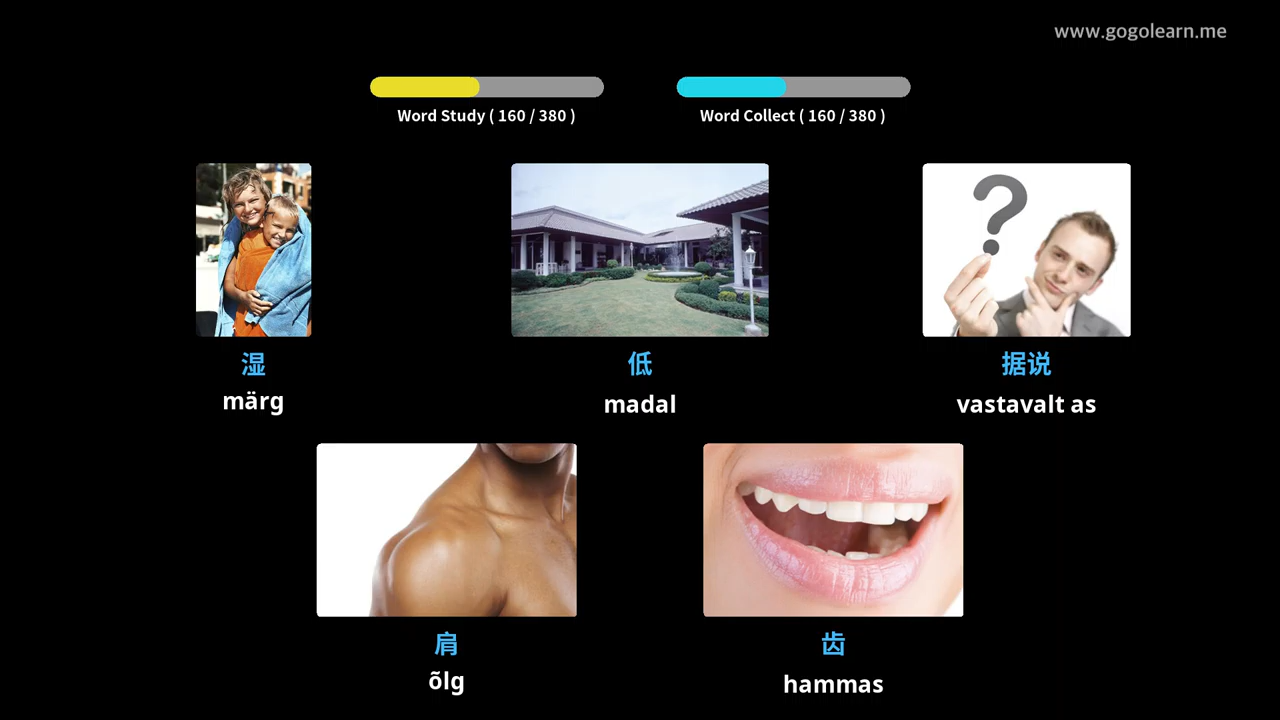 www.gogolearn.me
Word Study ( 160 / 380 )
Word Collect ( 160 / 380 )
湿
märg
低
madal
据说
vastavalt as
肩
õlg
齿
hammas